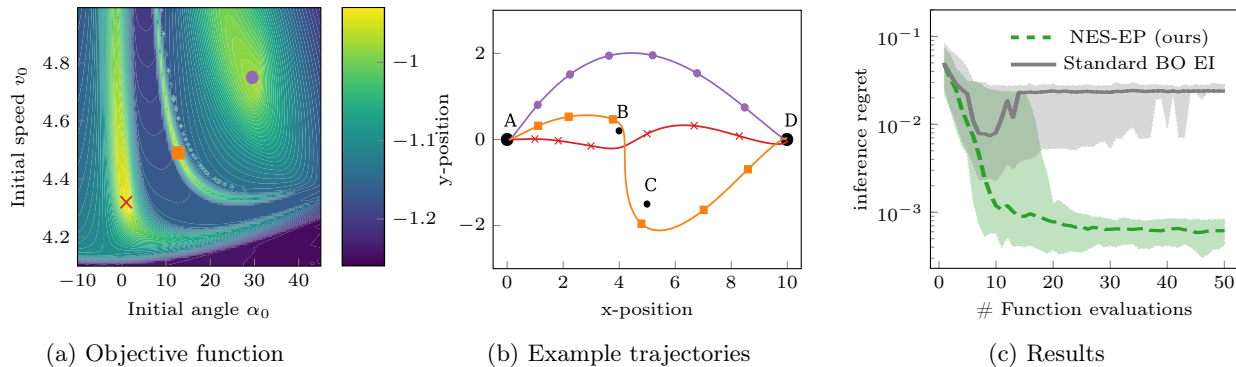 Initial speed v₀
4.8
4.6
4.4
4.2
−10
0
10
20
30
40
Initial angle α₀
−1
−1.1
−1.2
(a) Objective function
y-position
2
0
−2
A
B
C
D
0
2
4
6
8
10
x-position
(b) Example trajectories
inference regret
10⁻¹
10⁻²
10⁻³
NES-EP (ours)
Standard BO EI
0
10
20
30
40
50
# Function evaluations
(c) Results